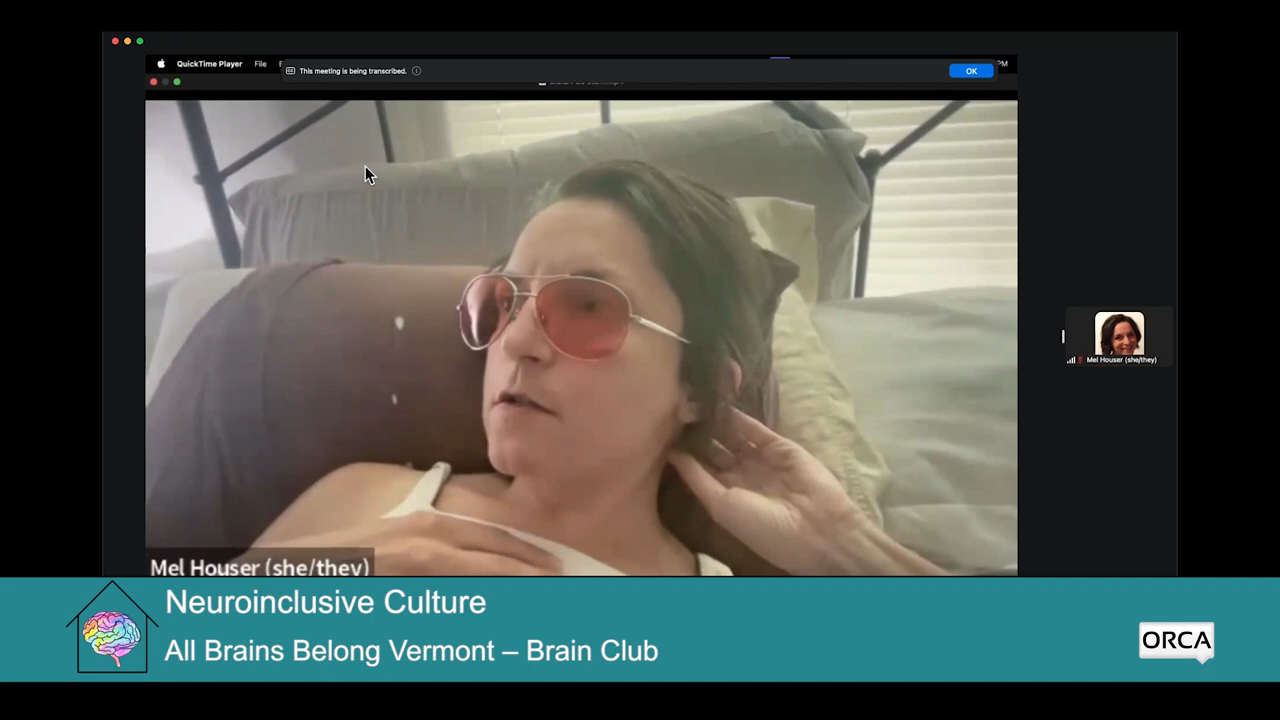 QuickTime Player File
This meeting is being transcribed.
OK
PM
Mel Houser (she/they)
Mel Houser (she/they)
Neuroinclusive Culture
All Brains Belong Vermont – Brain Club
ORCA